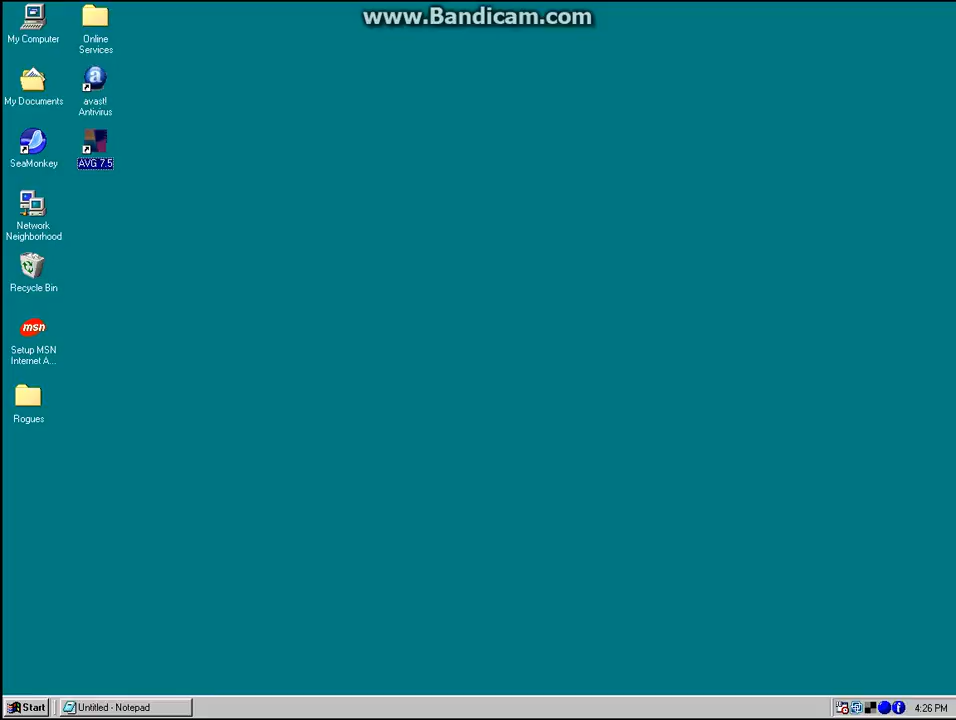 www.Bandicam.com
My Computer
Online
Services
My Documents
avast!
Antivirus
SeaMonkey
AVG 7.5
Network
Neighborhood
Recycle Bin
msn
Setup MSN
Internet A...
Rogues
Start
Untitled - Notepad
4:26 PM